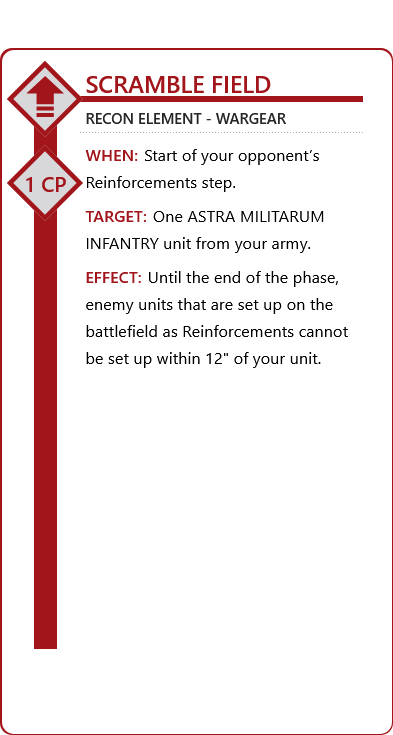 SCRAMBLE FIELD
RECON ELEMENT - WARGEAR
WHEN: Start of your opponent’s
Reinforcements step.
1 CP
TARGET: One ASTRA MILITARUM
INFANTRY unit from your army.
EFFECT: Until the end of the phase,
enemy units that are set up on the
battlefield as Reinforcements cannot
be set up within 12" of your unit.